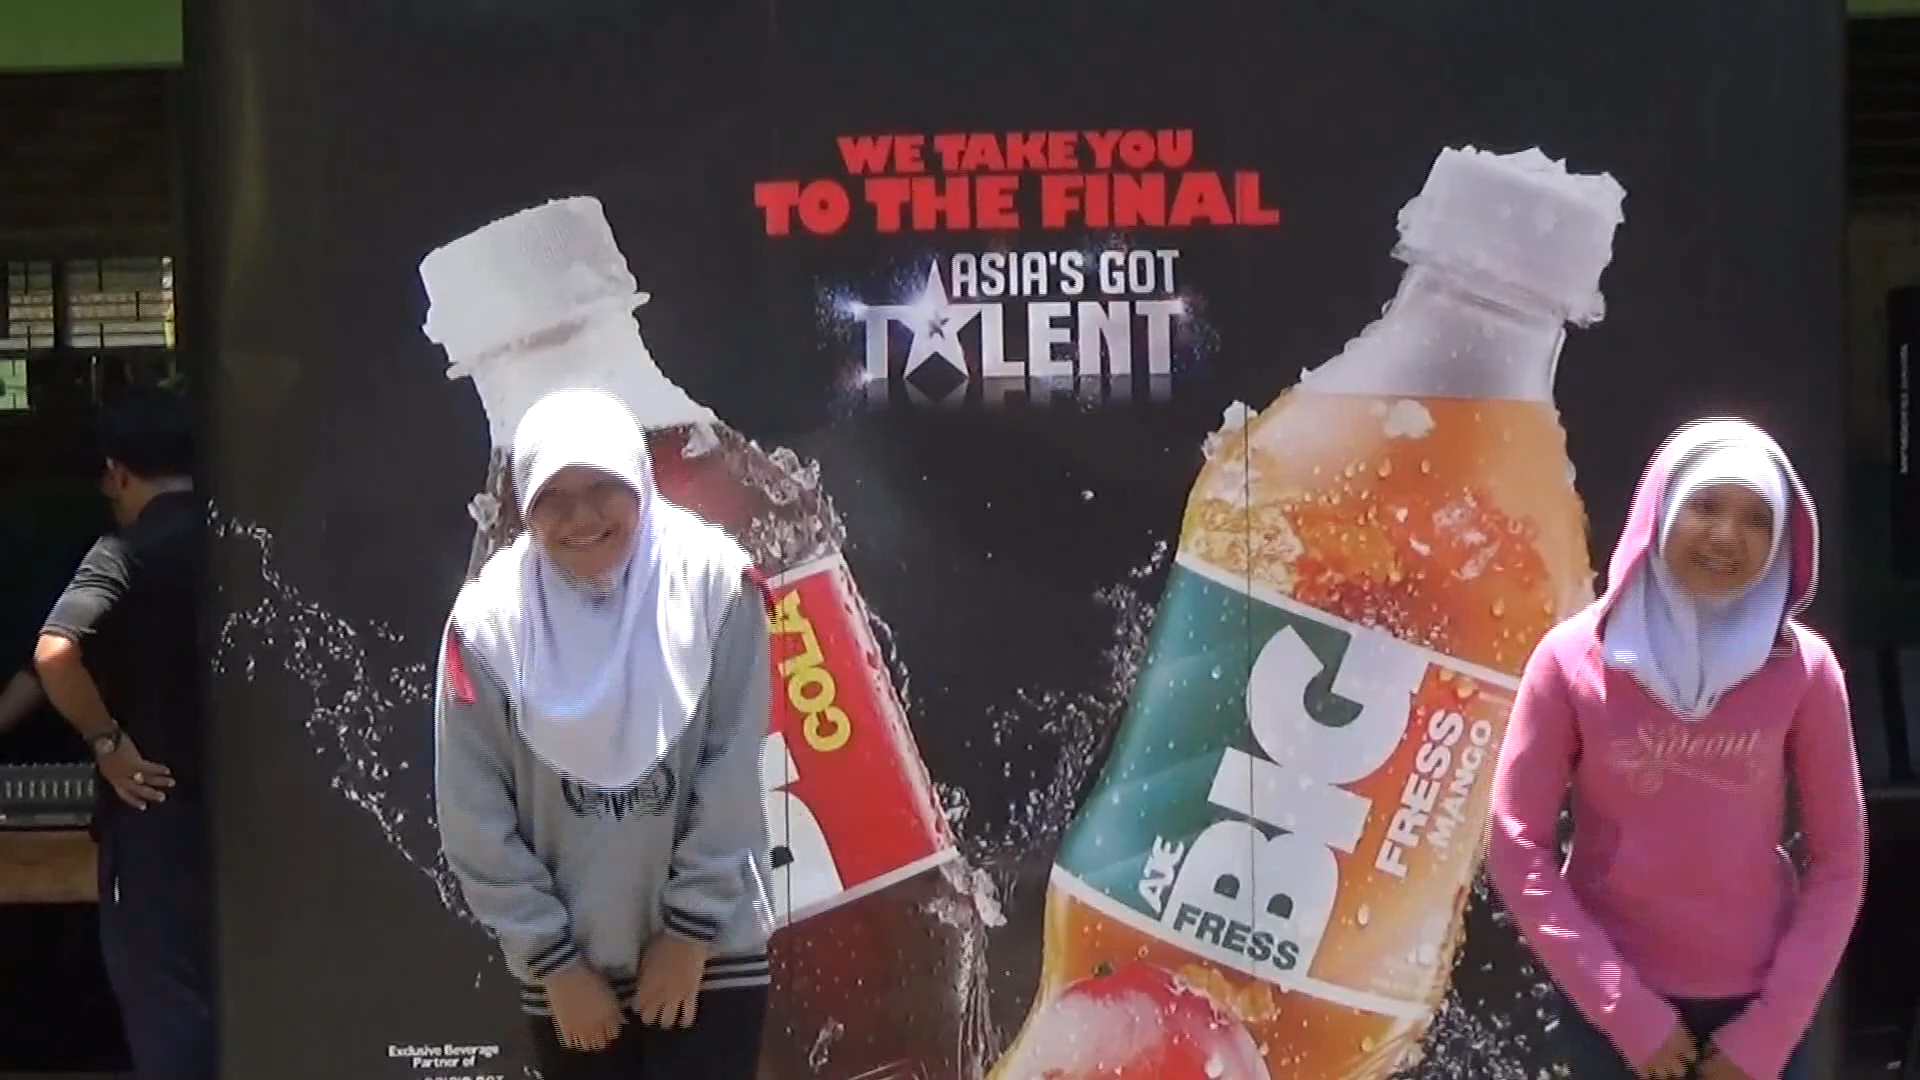 WE TAKE YOU
TO THE FINAL
ASIA'S GOT
TALENT
COLA
AJE
BIG
FRESS
FRESS
MANGO
Sideout
Exclusive Beverage
Partner of